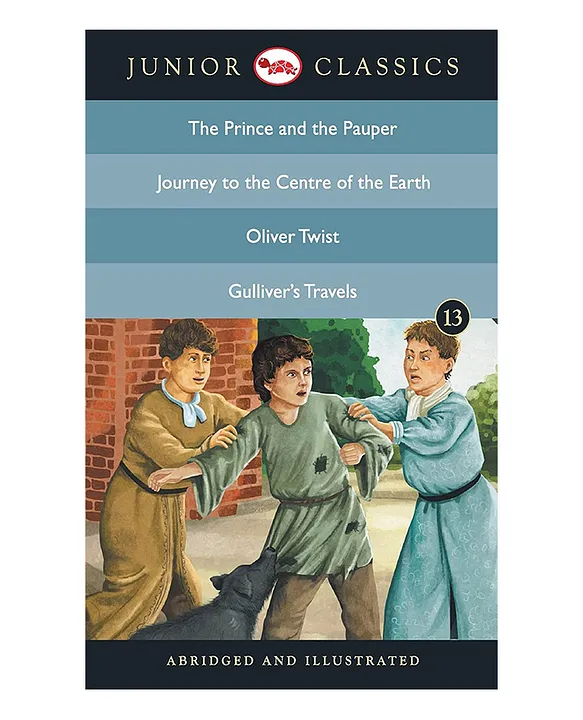 JUNIOR CLASSICS
The Prince and the Pauper
Journey to the Centre of the Earth
Oliver Twist
Gulliver's Travels
13
ABRIDGED AND ILLUSTRATED